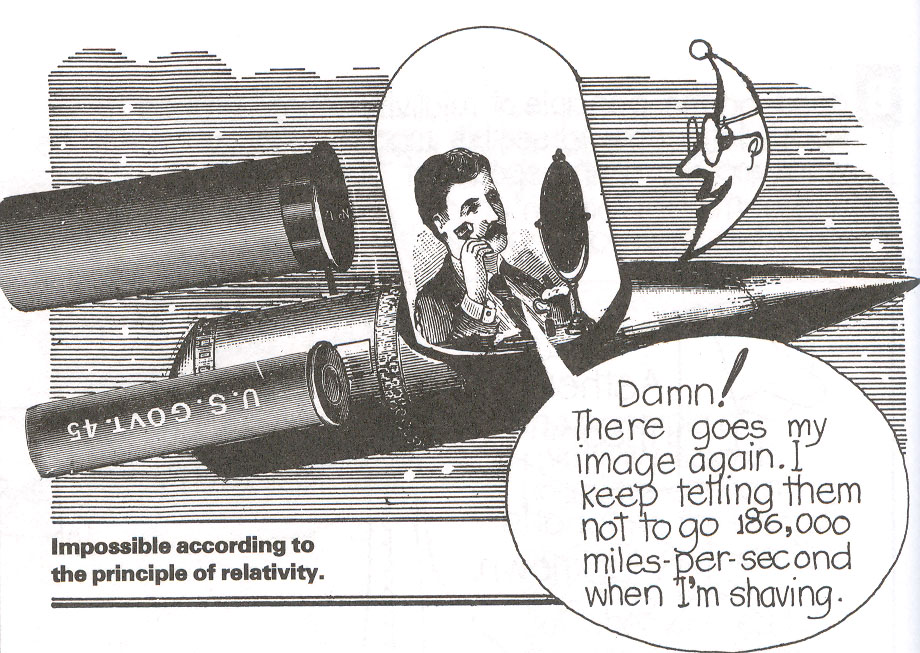 U.S. GOVT. 45
Damn!
There goes my
image again. I
keep telling them
not to go 186,000
miles-per-second
when I'm shaving.
Impossible according to
the principle of relativity.